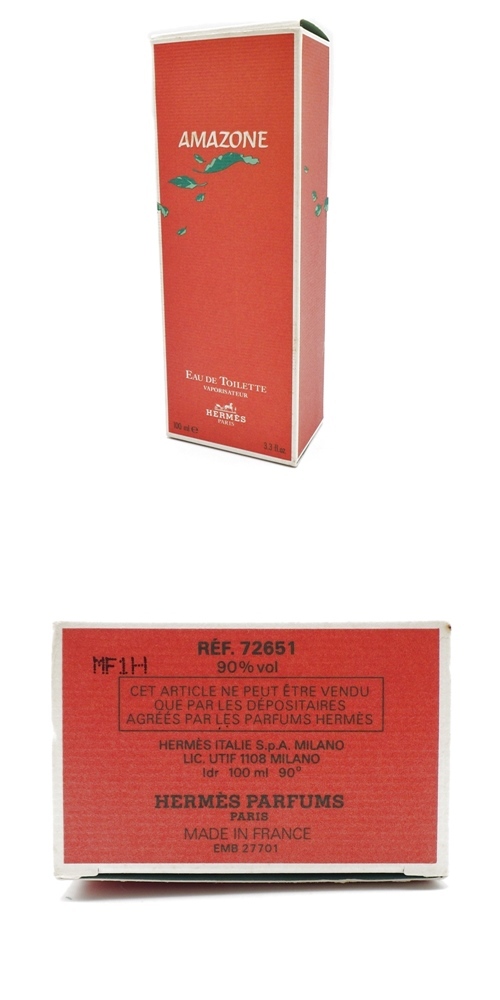 AMAZONE
EAU DE TOILETTE
VAPORISATEUR
HERMÈS
PARIS
100 ml ℮
3.3 fl.oz.
RÉF. 72651
MF1H
90% vol
CET ARTICLE NE PEUT ÊTRE VENDU
QUE PAR LES DÉPOSITAIRES
AGRÉÉS PAR LES PARFUMS HERMÈS
HERMÈS ITALIE S.p.A. MILANO
LIC. UTIF 1108 MILANO
Idr 100 ml 90°
HERMÈS PARFUMS
PARIS
MADE IN FRANCE
EMB 27701